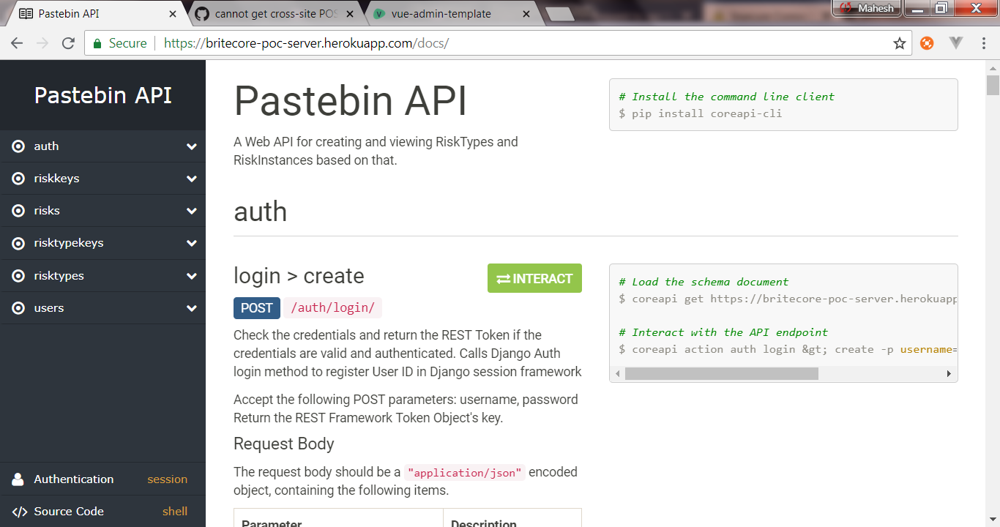 Pastebin API
cannot get cross-site POS
vue-admin-template
Mahesh
Secure
https://britecore-poc-server.herokuapp.com/docs/
Pastebin API
auth
riskkeys
risks
risktypekeys
risktypes
users
Authentication session
Source Code shell
Pastebin API
A Web API for creating and viewing RiskTypes and
RiskInstances based on that.
# Install the command line client
$ pip install coreapi-cli
auth
login > create
INTERACT
POST /auth/login/
Check the credentials and return the REST Token if the
credentials are valid and authenticated. Calls Django Auth
login method to register User ID in Django session framework
Accept the following POST parameters: username, password
Return the REST Framework Token Object's key.
Request Body
The request body should be a "application/json" encoded
object, containing the following items.
Parameter Description
# Load the schema document
$ coreapi get https://britecore-poc-server.herokuapp
# Interact with the API endpoint
$ coreapi action auth login &gt; create -p username=